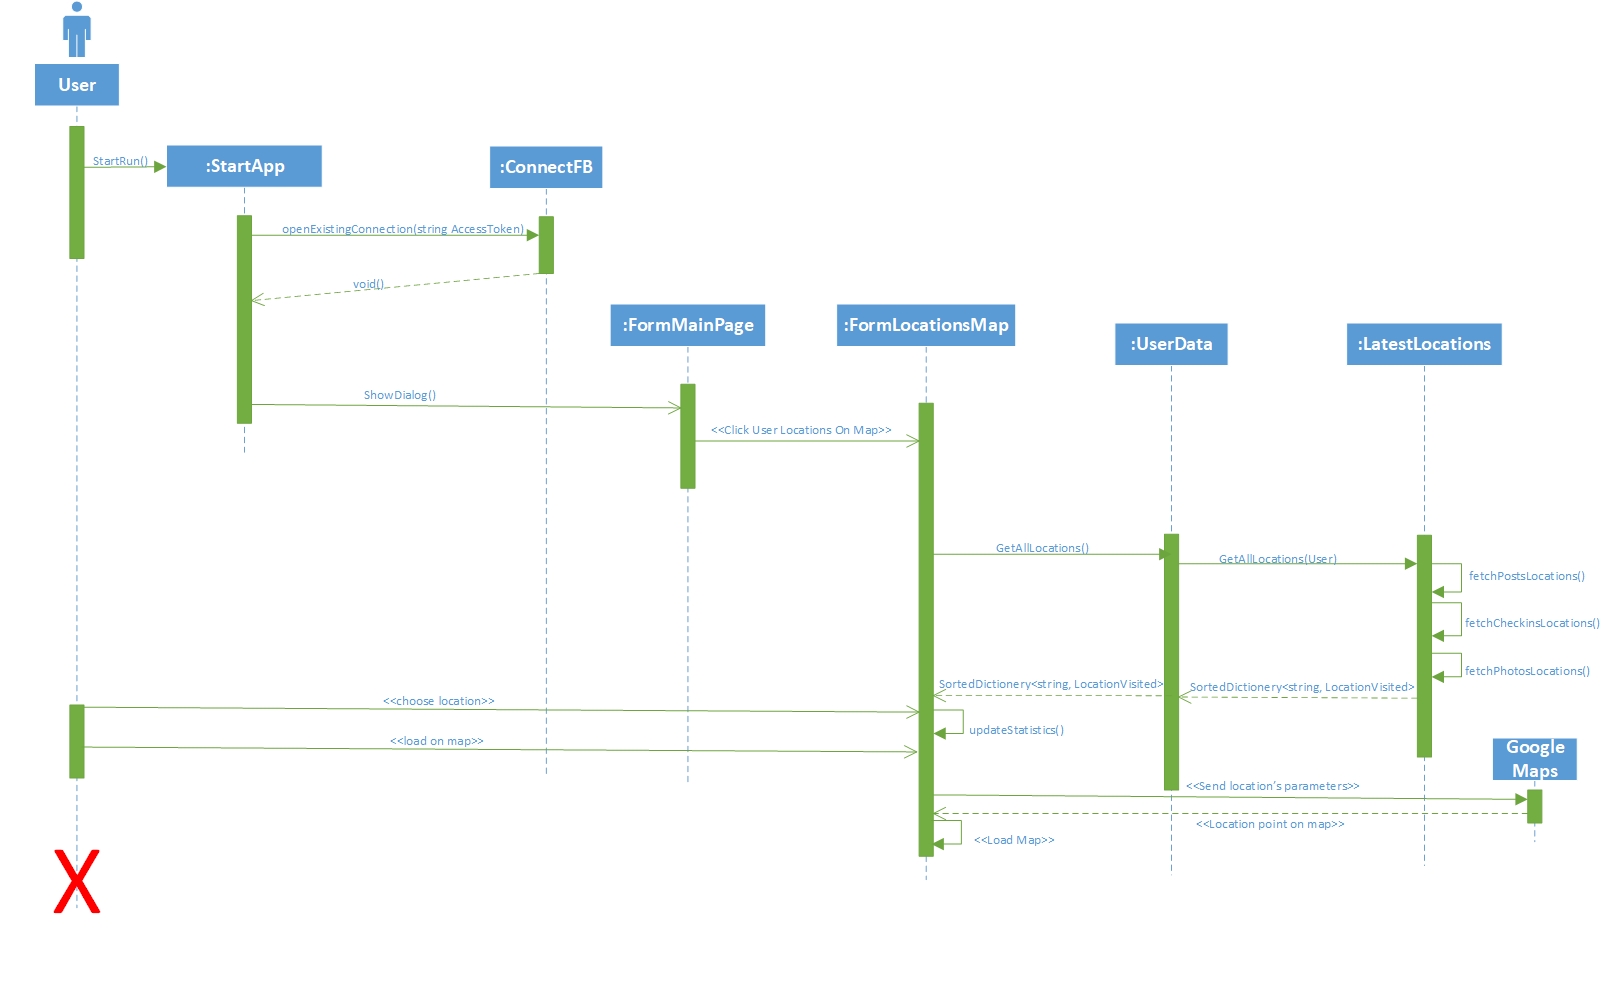 User
StartRun()
:StartApp
:ConnectFB
openExistingConnection(string AccessToken)
void()
:FormMainPage
:FormLocationsMap
:UserData
:LatestLocations
ShowDialog()
<<Click User Locations On Map>>
GetAllLocations()
GetAllLocations(User)
fetchPostsLocations()
fetchCheckinsLocations()
fetchPhotosLocations()
SortedDictionery<string, LocationVisited>
SortedDictionery<string, LocationVisited>
<<choose location>>
updateStatistics()
<<load on map>>
Google
Maps
<<Send location's parameters>>
<<Location point on map>>
<<Load Map>>
X